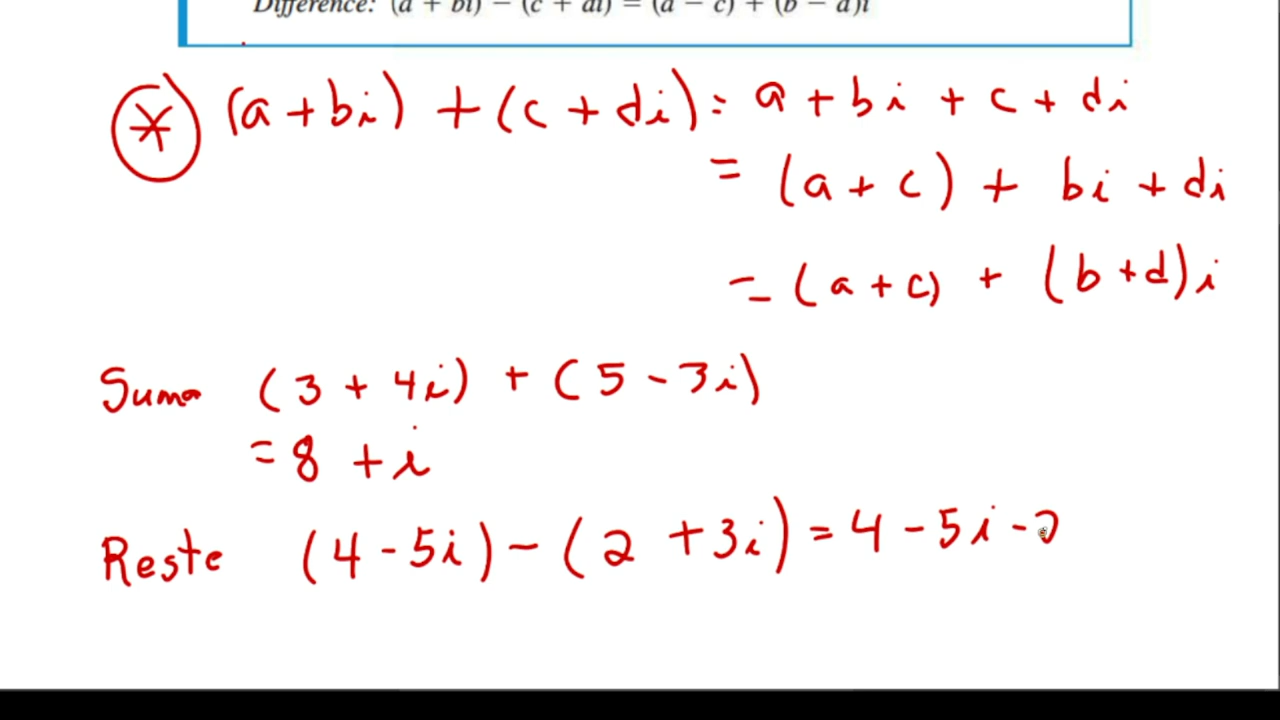 Difference: (a + bi) − (c + di) = (a − c) + (b − d)i
* (a + bi) + (c + di) = a + bi + c + di
= (a + c) + bi + di
= (a + c) + (b + d)i
Suma (3 + 4i) + (5 - 3i)
= 8 + i
Reste (4 - 5i) - (2 + 3i) = 4 - 5i - 2